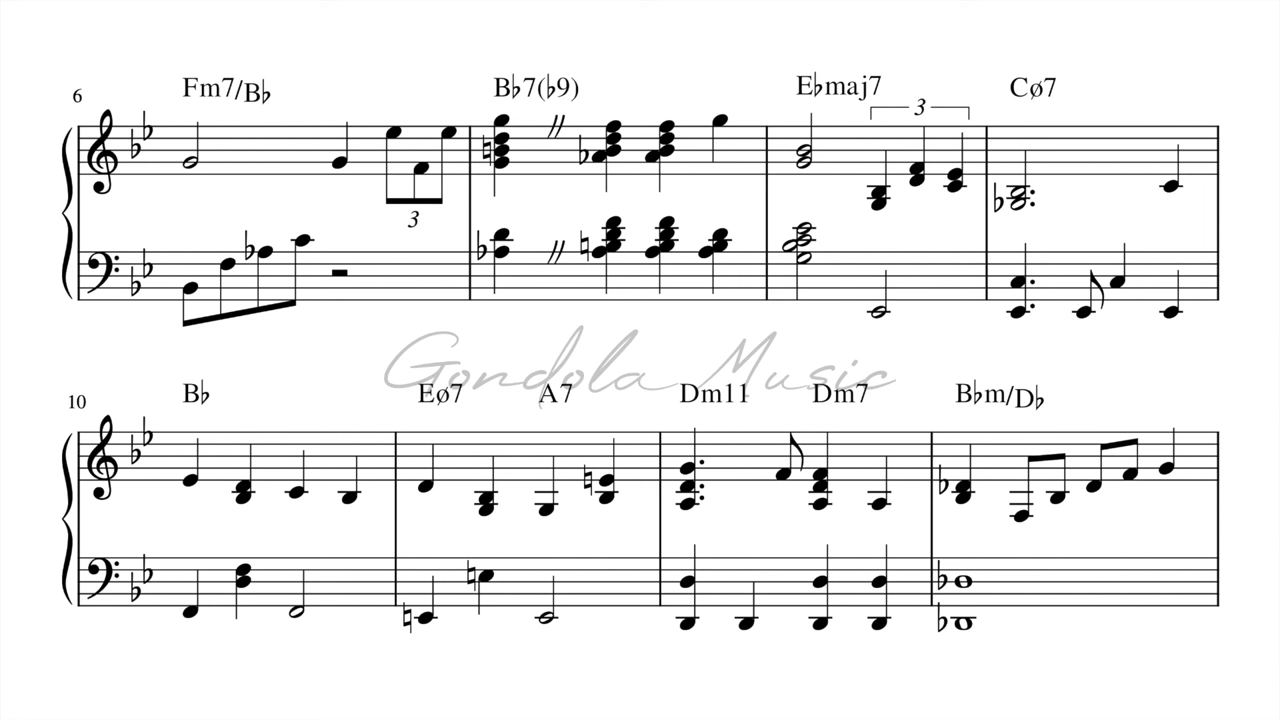 6 Fm7/B♭ B♭7(♭9) E♭maj7 Cø7
3
3
Gondola Music
10 B♭ Eø7 A7 Dm11 Dm7 B♭m/D♭